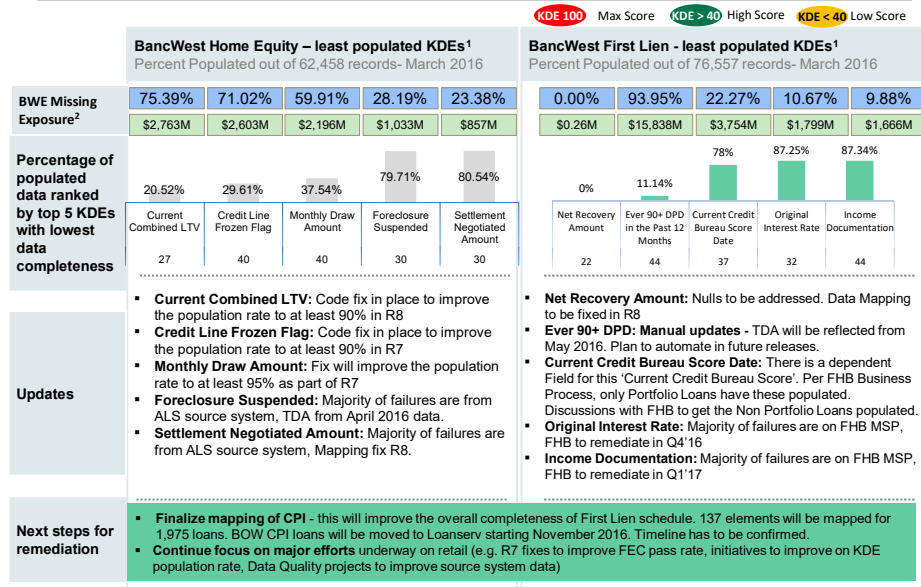 KDE 100 Max Score KDE > 40 High Score KDE < 40 Low Score
BancWest Home Equity – least populated KDEs¹
Percent Populated out of 62,458 records- March 2016
BancWest First Lien - least populated KDEs¹
Percent Populated out of 76,557 records- March 2016
BWE Missing
Exposure²
75.39% 71.02% 59.91% 28.19% 23.38%
$2,763M $2,603M $2,196M $1,033M $857M
0.00% 93.95% 22.27% 10.67% 9.88%
$0.26M $15,838M $3,754M $1,799M $1,666M
Percentage of
populated
data ranked
by top 5 KDEs
with lowest
data
completeness
20.52% 29.61% 37.54% 79.71% 80.54%
Current
Combined LTV
Credit Line
Frozen Flag
Monthly Draw
Amount
Foreclosure
Suspended
Settlement
Negotiated
Amount
27 40 40 30 30
0% 11.14% 78% 87.25% 87.34%
Net Recovery
Amount
Ever 90+ DPD
in the Past 12
Months
Current Credit
Bureau Score
Date
Original
Interest Rate
Income
Documentation
22 44 37 32 44
Updates
▪ Current Combined LTV: Code fix in place to improve
the population rate to at least 90% in R8
▪ Credit Line Frozen Flag: Code fix in place to improve
the population rate to at least 90% in R7
▪ Monthly Draw Amount: Fix will improve the population
rate to at least 95% as part of R7
▪ Foreclosure Suspended: Majority of failures are from
ALS source system, TDA from April 2016 data.
▪ Settlement Negotiated Amount: Majority of failures are
from ALS source system, Mapping fix R8.
▪ Net Recovery Amount: Nulls to be addressed. Data Mapping
to be fixed in R8
▪ Ever 90+ DPD: Manual updates - TDA will be reflected from
May 2016. Plan to automate in future releases.
▪ Current Credit Bureau Score Date: There is a dependent
Field for this ‘Current Credit Bureau Score’. Per FHB Business
Process, only Portfolio Loans have these populated.
Discussions with FHB to get the Non Portfolio Loans populated.
▪ Original Interest Rate: Majority of failures are on FHB MSP,
FHB to remediate in Q4’16
▪ Income Documentation: Majority of failures are on FHB MSP,
FHB to remediate in Q1’17
Next steps for
remediation
▪ Finalize mapping of CPI - this will improve the overall completeness of First Lien schedule. 137 elements will be mapped for
1,975 loans. BOW CPI loans will be moved to Loanserv starting November 2016. Timeline has to be confirmed.
▪ Continue focus on major efforts underway on retail (e.g. R7 fixes to improve FEC pass rate, initiatives to improve on KDE
population rate, Data Quality projects to improve source system data)